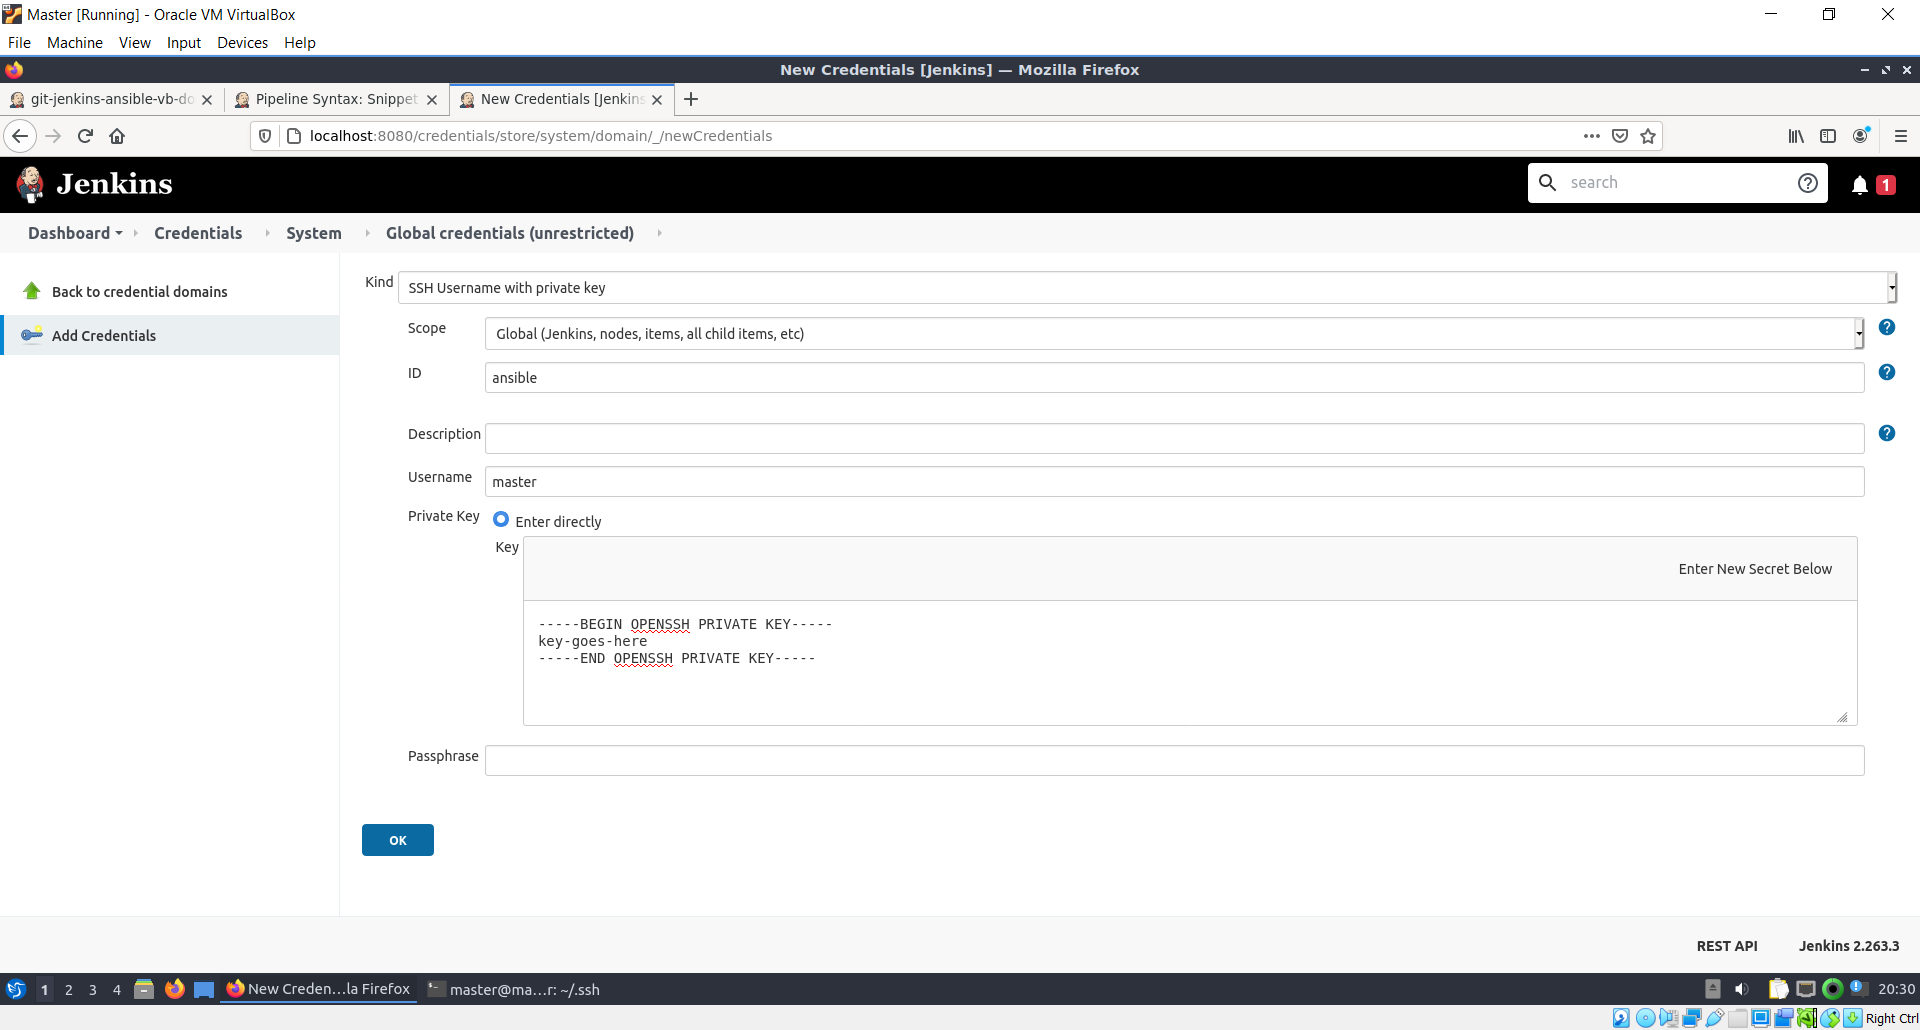 Master [Running] - Oracle VM VirtualBox
File Machine View Input Devices Help
New Credentials [Jenkins] — Mozilla Firefox
git-jenkins-ansible-vb-do
Pipeline Syntax: Snippet
New Credentials [Jenkins
localhost:8080/credentials/store/system/domain/_/newCredentials
Jenkins
search
1
Dashboard Credentials System Global credentials (unrestricted)
Back to credential domains
Add Credentials
Kind SSH Username with private key
Scope Global (Jenkins, nodes, items, all child items, etc)
ID ansible
Description
Username master
Private Key Enter directly
Key
Enter New Secret Below
-----BEGIN OPENSSH PRIVATE KEY-----
key-goes-here
-----END OPENSSH PRIVATE KEY-----
Passphrase
OK
REST API Jenkins 2.263.3
1 2 3 4 New Creden...la Firefox master@ma...r: ~/.ssh 20:30
Right Ctrl